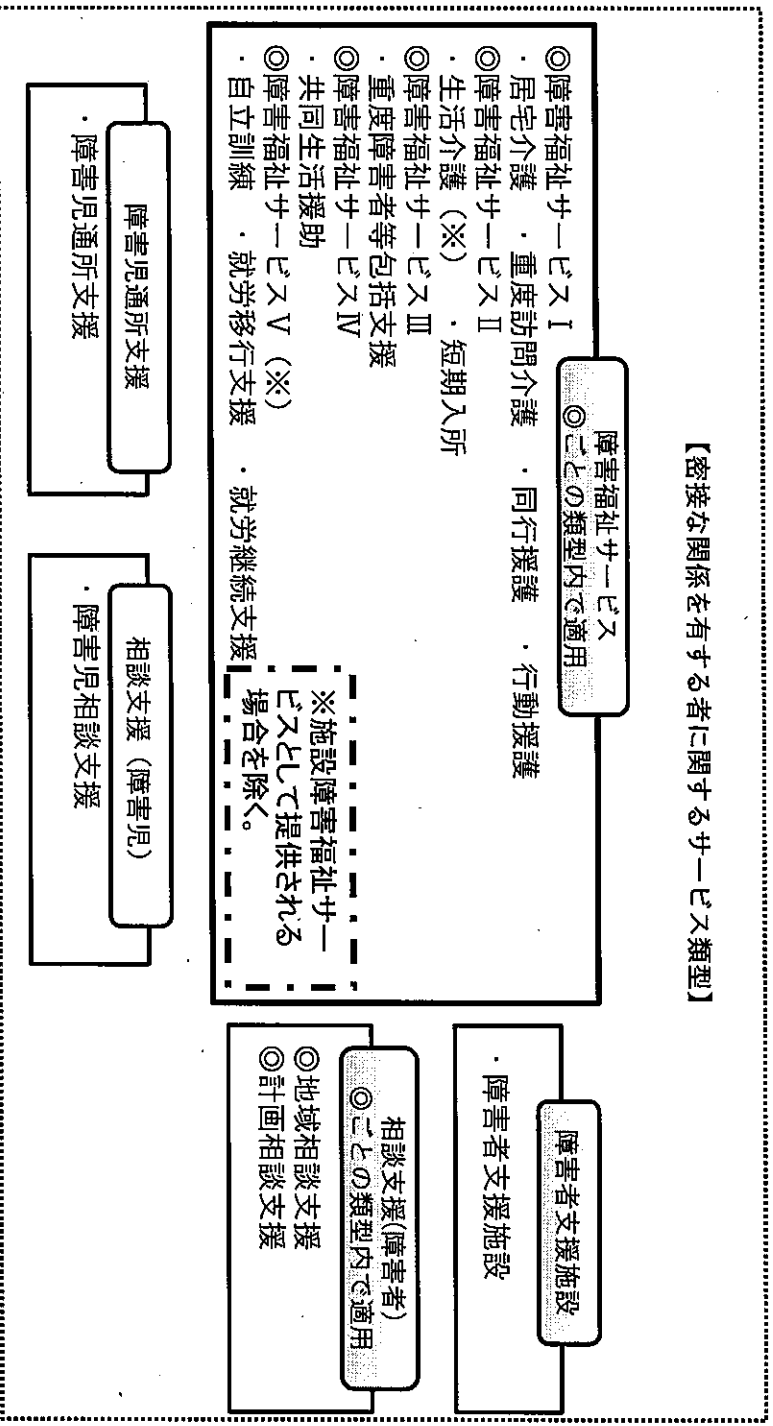 【密接な関係を有する者に関するサービス類型】
障害福祉サービス
◎ごとの類型内で適用
◎障害福祉サービスⅠ
・居宅介護 ・重度訪問介護 ・同行援護 ・行動援護
◎障害福祉サービスⅡ
・生活介護(※) ・短期入所
◎障害福祉サービスⅢ
・重度障害者等包括支援
◎障害福祉サービスⅣ
・共同生活援助
◎障害福祉サービスⅤ(※)
・自立訓練 ・就労移行支援 ・就労継続支援
※施設障害福祉サー
ビスとして提供される
場合を除く。
障害者支援施設
・障害者支援施設
相談支援(障害者)
◎ごとの類型内で適用
◎地域相談支援
◎計画相談支援
障害児通所支援
・障害児通所支援
相談支援(障害児)
・障害児相談支援